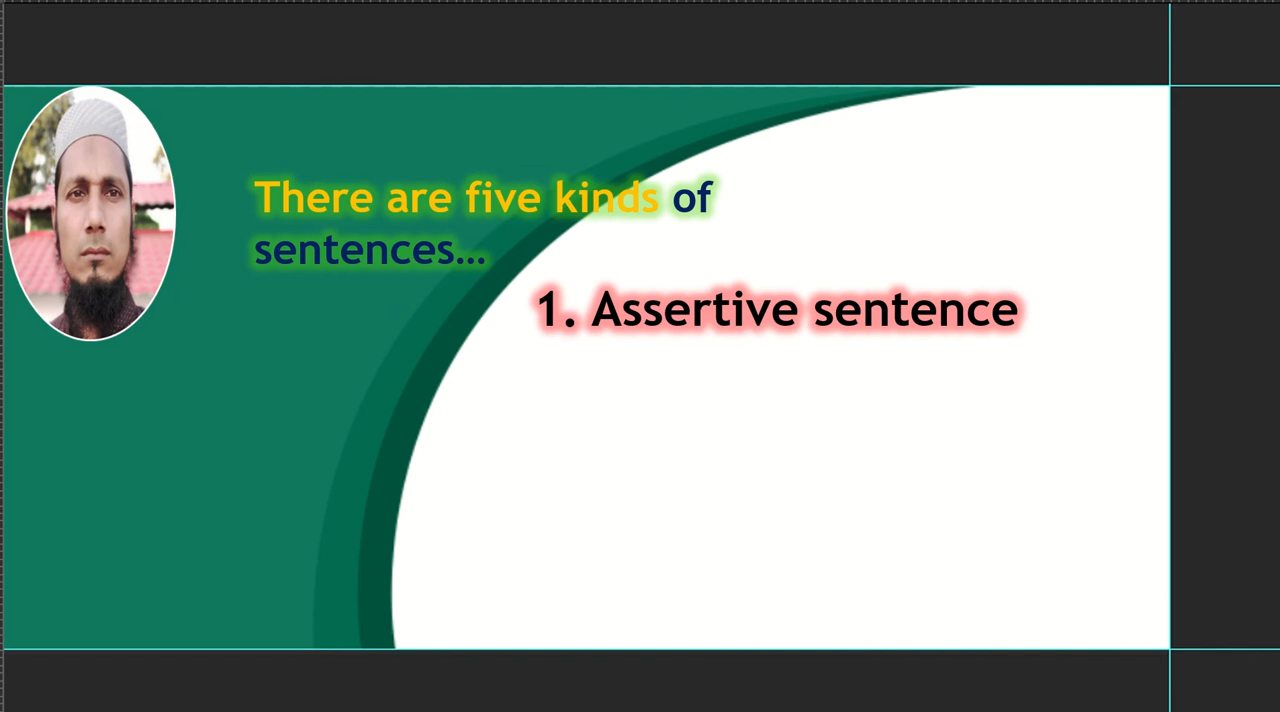 There are five kinds of
sentences...
1. Assertive sentence